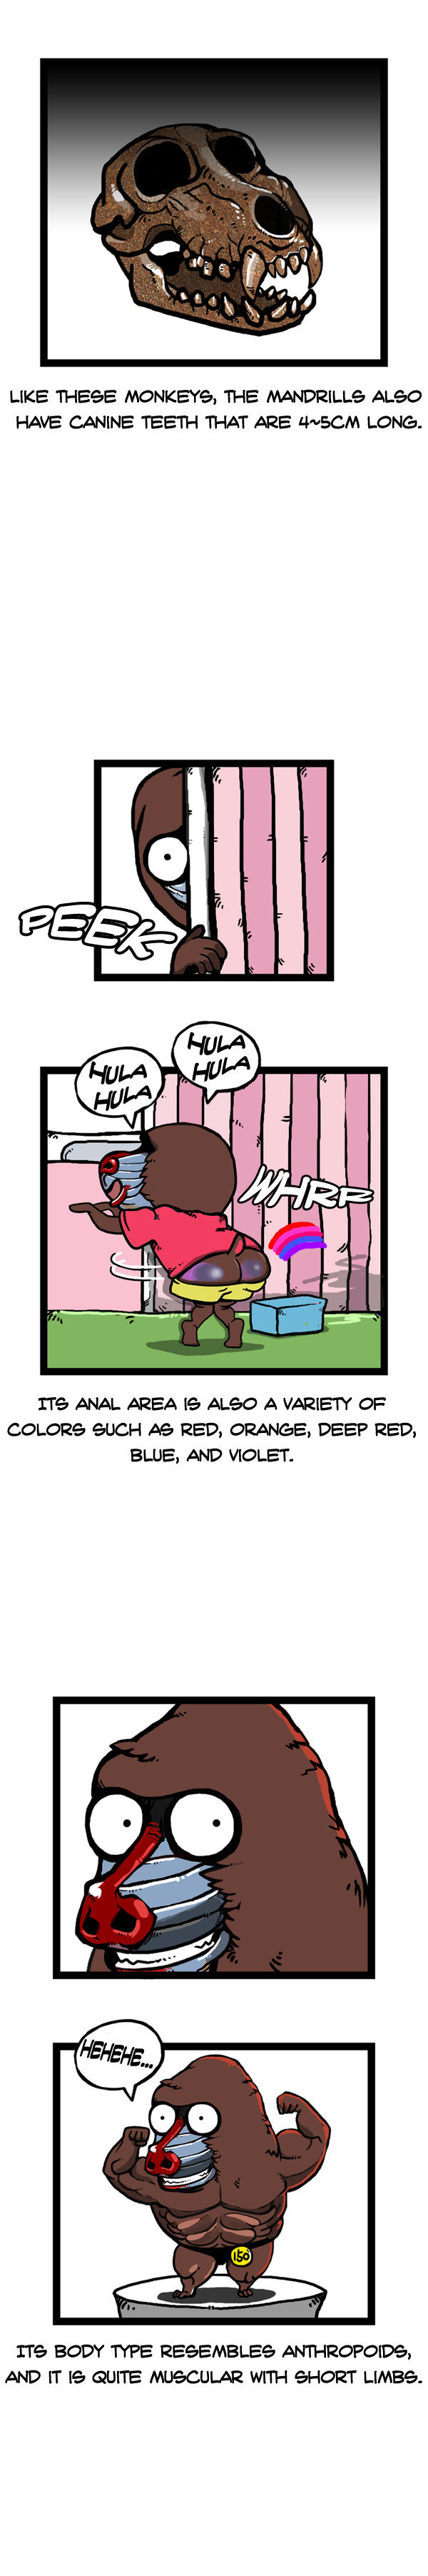 LIKE THESE MONKEYS, THE MANDRILLS ALSO
HAVE CANINE TEETH THAT ARE 4~5CM LONG.
PEEK
HULA
HULA
HULA
HULA
WHRR
ITS ANAL AREA IS ALSO A VARIETY OF
COLORS SUCH AS RED, ORANGE, DEEP RED,
BLUE, AND VIOLET.
HEHEHE...
150
ITS BODY TYPE RESEMBLES ANTHROPOIDS,
AND IT IS QUITE MUSCULAR WITH SHORT LIMBS.